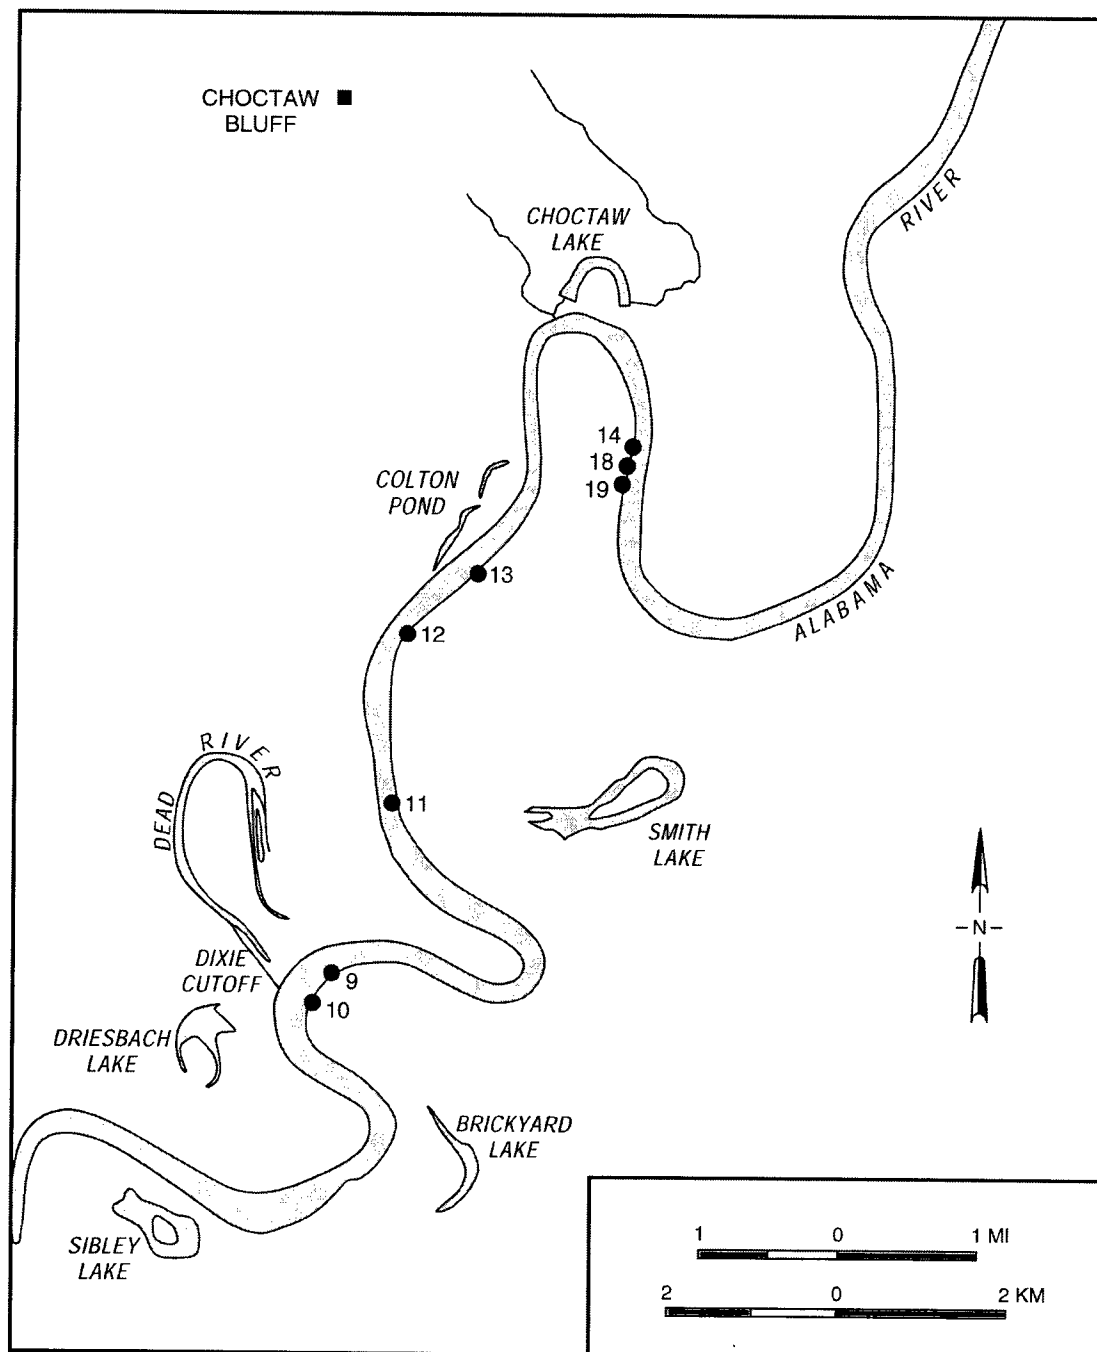 CHOCTAW
BLUFF
CHOCTAW
LAKE
RIVER
14
18
19
COLTON
POND
13
12
ALABAMA
DEAD RIVER
11
SMITH
LAKE
-N-
DIXIE
CUTOFF
9
10
DRIESBACH
LAKE
BRICKYARD
LAKE
SIBLEY
LAKE
1 0 1 MI
2 0 2 KM